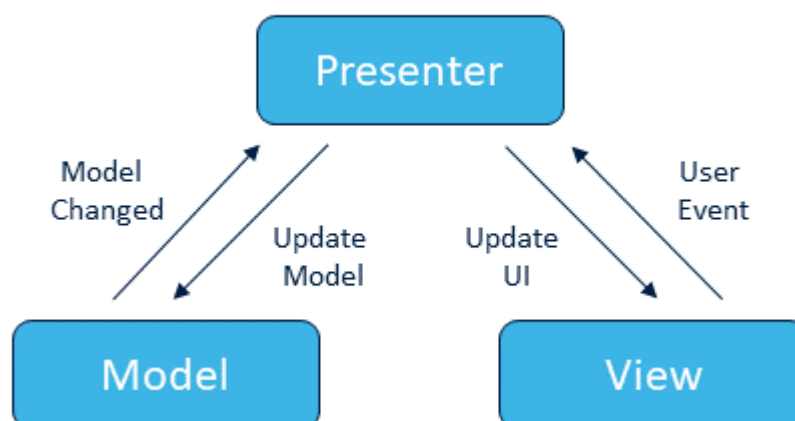 Presenter
Model
Changed
User
Event
Update
Model
Update
UI
Model
View